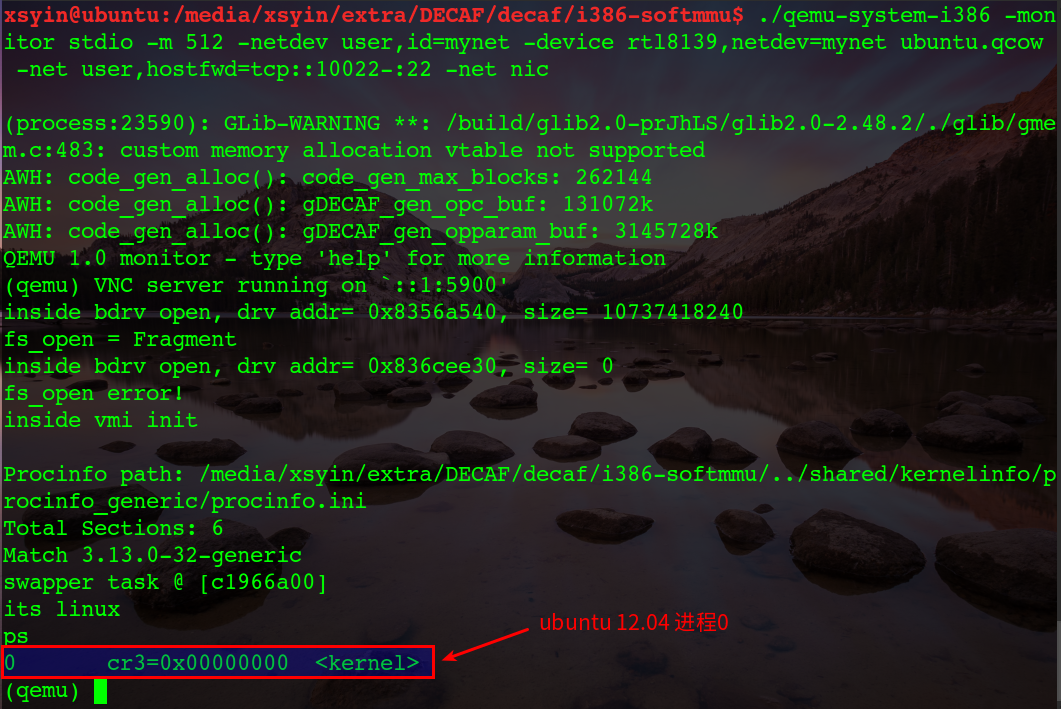 xsyin@ubuntu:/media/xsyin/extra/DECAF/decaf/i386-softmmu$ ./qemu-system-i386 -mon
itor stdio -m 512 -netdev user,id=mynet -device rtl8139,netdev=mynet ubuntu.qcow
 -net user,hostfwd=tcp::10022-:22 -net nic
(process:23590): GLib-WARNING **: /build/glib2.0-prJhLS/glib2.0-2.48.2/./glib/gme
m.c:483: custom memory allocation vtable not supported
AWH: code_gen_alloc(): code_gen_max_blocks: 262144
AWH: code_gen_alloc(): gDECAF_gen_opc_buf: 131072k
AWH: code_gen_alloc(): gDECAF_gen_opparam_buf: 3145728k
QEMU 1.0 monitor - type 'help' for more information
(qemu) VNC server running on `::1:5900'
inside bdrv open, drv addr= 0x8356a540, size= 10737418240
fs_open = Fragment
inside bdrv open, drv addr= 0x836cee30, size= 0
fs_open error!
inside vmi init
Procinfo path: /media/xsyin/extra/DECAF/decaf/i386-softmmu/../shared/kernelinfo/p
rocinfo_generic/procinfo.ini
Total Sections: 6
Match 3.13.0-32-generic
swapper task @ [c1966a00]
its linux
ubuntu 12.04 进程0
ps
0       cr3=0x00000000  <kernel>
(qemu)